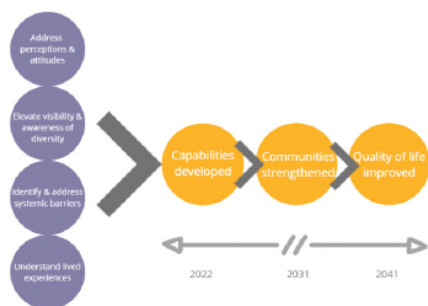 Address
perceptions &
attitudes
Elevate visibility &
awareness of
diversity
Identify & address
systemic barriers
Understand lived
experiences
Capabilities
developed
Communities
strengthened
Quality of life
improved
2022
2031
2041